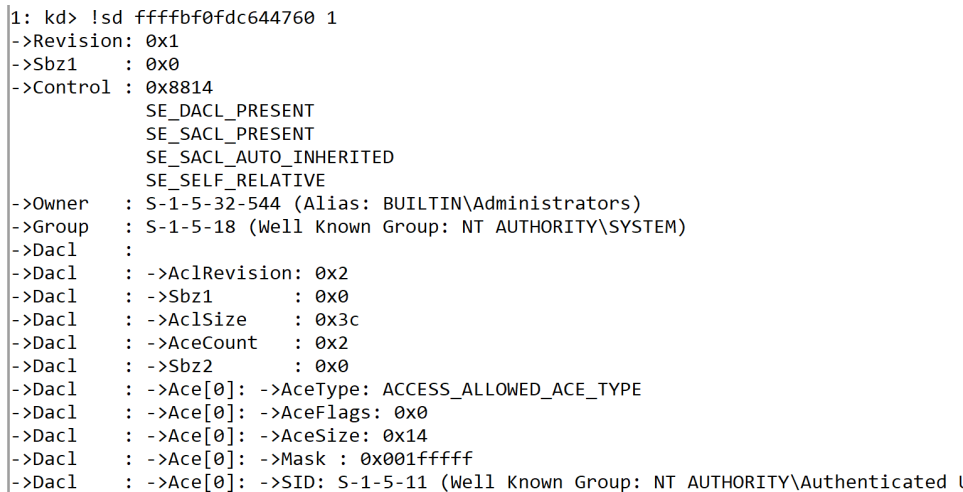 1: kd> !sd ffffbf0fdc644760 1
->Revision: 0x1
->Sbz1    : 0x0
->Control : 0x8814
            SE_DACL_PRESENT
            SE_SACL_PRESENT
            SE_SACL_AUTO_INHERITED
            SE_SELF_RELATIVE
->Owner   : S-1-5-32-544 (Alias: BUILTIN\Administrators)
->Group   : S-1-5-18 (Well Known Group: NT AUTHORITY\SYSTEM)
->Dacl    :
->Dacl    : ->AclRevision: 0x2
->Dacl    : ->Sbz1       : 0x0
->Dacl    : ->AclSize    : 0x3c
->Dacl    : ->AceCount   : 0x2
->Dacl    : ->Sbz2       : 0x0
->Dacl    : ->Ace[0]: ->AceType: ACCESS_ALLOWED_ACE_TYPE
->Dacl    : ->Ace[0]: ->AceFlags: 0x0
->Dacl    : ->Ace[0]: ->AceSize: 0x14
->Dacl    : ->Ace[0]: ->Mask : 0x001fffff
->Dacl    : ->Ace[0]: ->SID: S-1-5-11 (Well Known Group: NT AUTHORITY\Authenticated